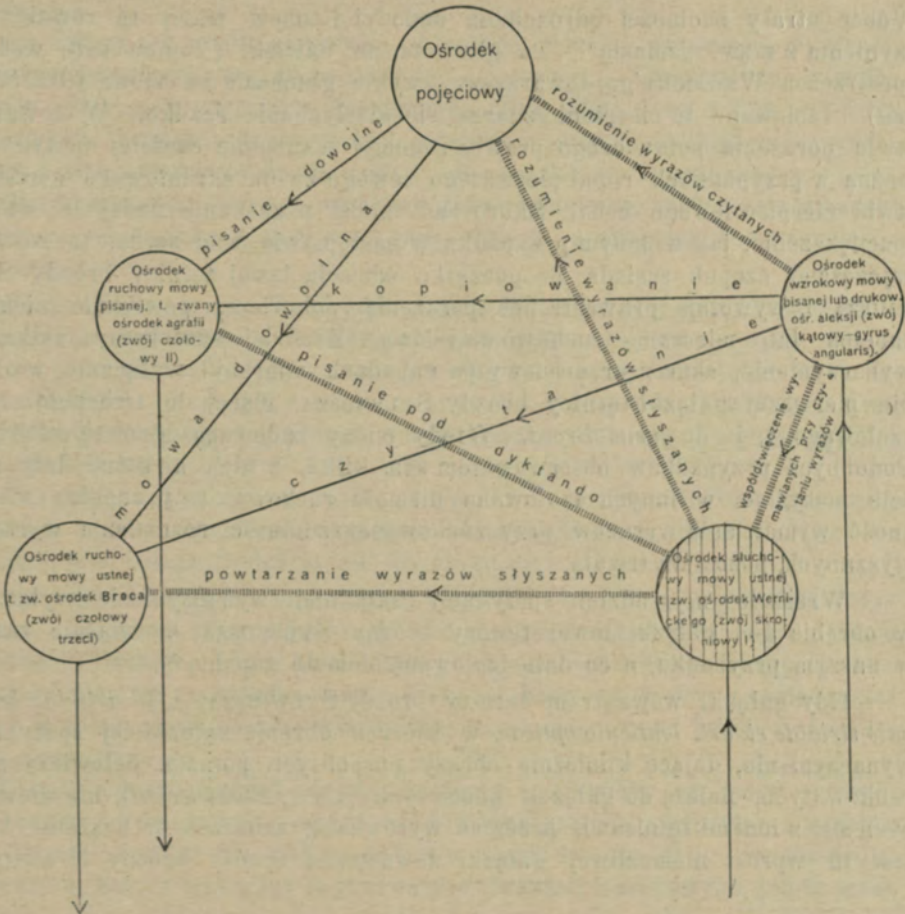 Ośrodek
pojęciowy
rozumienie wyrazów czytanych
pisanie dowolne
mowa dowolna
rozumienie wyrazów słyszanych
Ośrodek
ruchowy mowy
pisanej, t. zwany
ośrodek agrafii
(zwój czoło-
wy II)
kopiowanie
Ośrodek
wzrokowy mowy
pisanej lub drukow.
ośr. aleksji (zwój
kątowy-gyrus
angularis)
pisanie pod dyktando
czytanie
współdźwięczenie wy-
mawianych przy czy-
taniu wyrazów
Ośrodek rucho-
wy mowy ustnej
t. zw. ośrodek Broca
(zwój czołowy
trzeci)
powtarzanie wyrazów słyszanych
Ośrodek słucho-
wy mowy ustnej
t. zw. ośrodek Werni-
ckego (zwój skro-
niowy I)